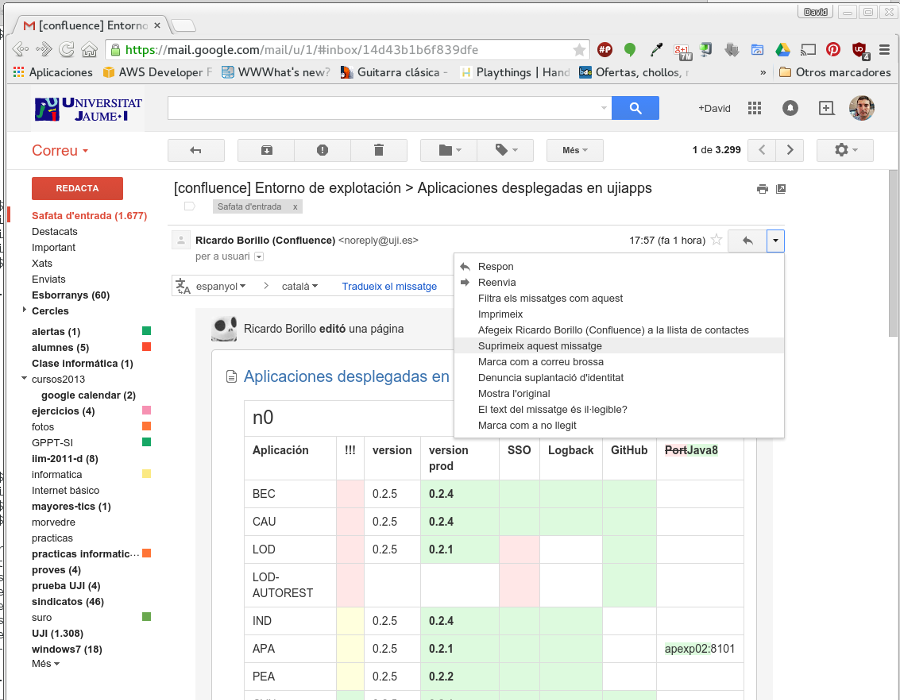 David
[confluence] Entorno
https://mail.google.com/mail/u/1/#inbox/14d43b1b6f839dfe
Aplicaciones
AWS Developer F
WWWhat's new?
Guitarra clásica -
Playthings | Hand
Ofertas, chollos, r
»
Otros marcadores
UNIVERSITAT
JAUME·I
+David
Correu
Més
1 de 3.299
REDACTA
Safata d'entrada (1.677)
Destacats
Important
Xats
Enviats
Esborranys (60)
Cercles
alertas (1)
alumnes (5)
Clase informática (1)
cursos2013
google calendar (2)
ejercicios (4)
fotos
GPPT-SI
iim-2011-d (8)
informatica
Internet básico
mayores-tics (1)
morvedre
practicas
practicas informatic...
proves (4)
prueba UJI (4)
sindicatos (46)
suro
UJI (1.308)
windows7 (18)
Més
[confluence] Entorno de explotación > Aplicaciones desplegadas en ujiapps
Safata d'entrada x
Ricardo Borillo (Confluence) <noreply@uji.es>
17:57 (fa 1 hora)
per a usuari
espanyol > català Tradueix el missatge
Respon
Reenvia
Filtra els missatges com aquest
Imprimeix
Afegeix Ricardo Borillo (Confluence) a la llista de contactes
Suprimeix aquest missatge
Marca com a correu brossa
Denuncia suplantació d'identitat
Mostra l'original
El text del missatge és il·legible?
Marca com a no llegit
Ricardo Borillo editó una página
Aplicaciones desplegadas en
n0
Aplicación !!! version version prod SSO Logback GitHub PortJava8
BEC 0.2.5 0.2.4
CAU 0.2.5 0.2.4
LOD 0.2.5 0.2.1
LOD-
AUTOREST
IND 0.2.5 0.2.4
APA 0.2.5 0.2.1 apexp02:8101
PEA 0.2.5 0.2.2